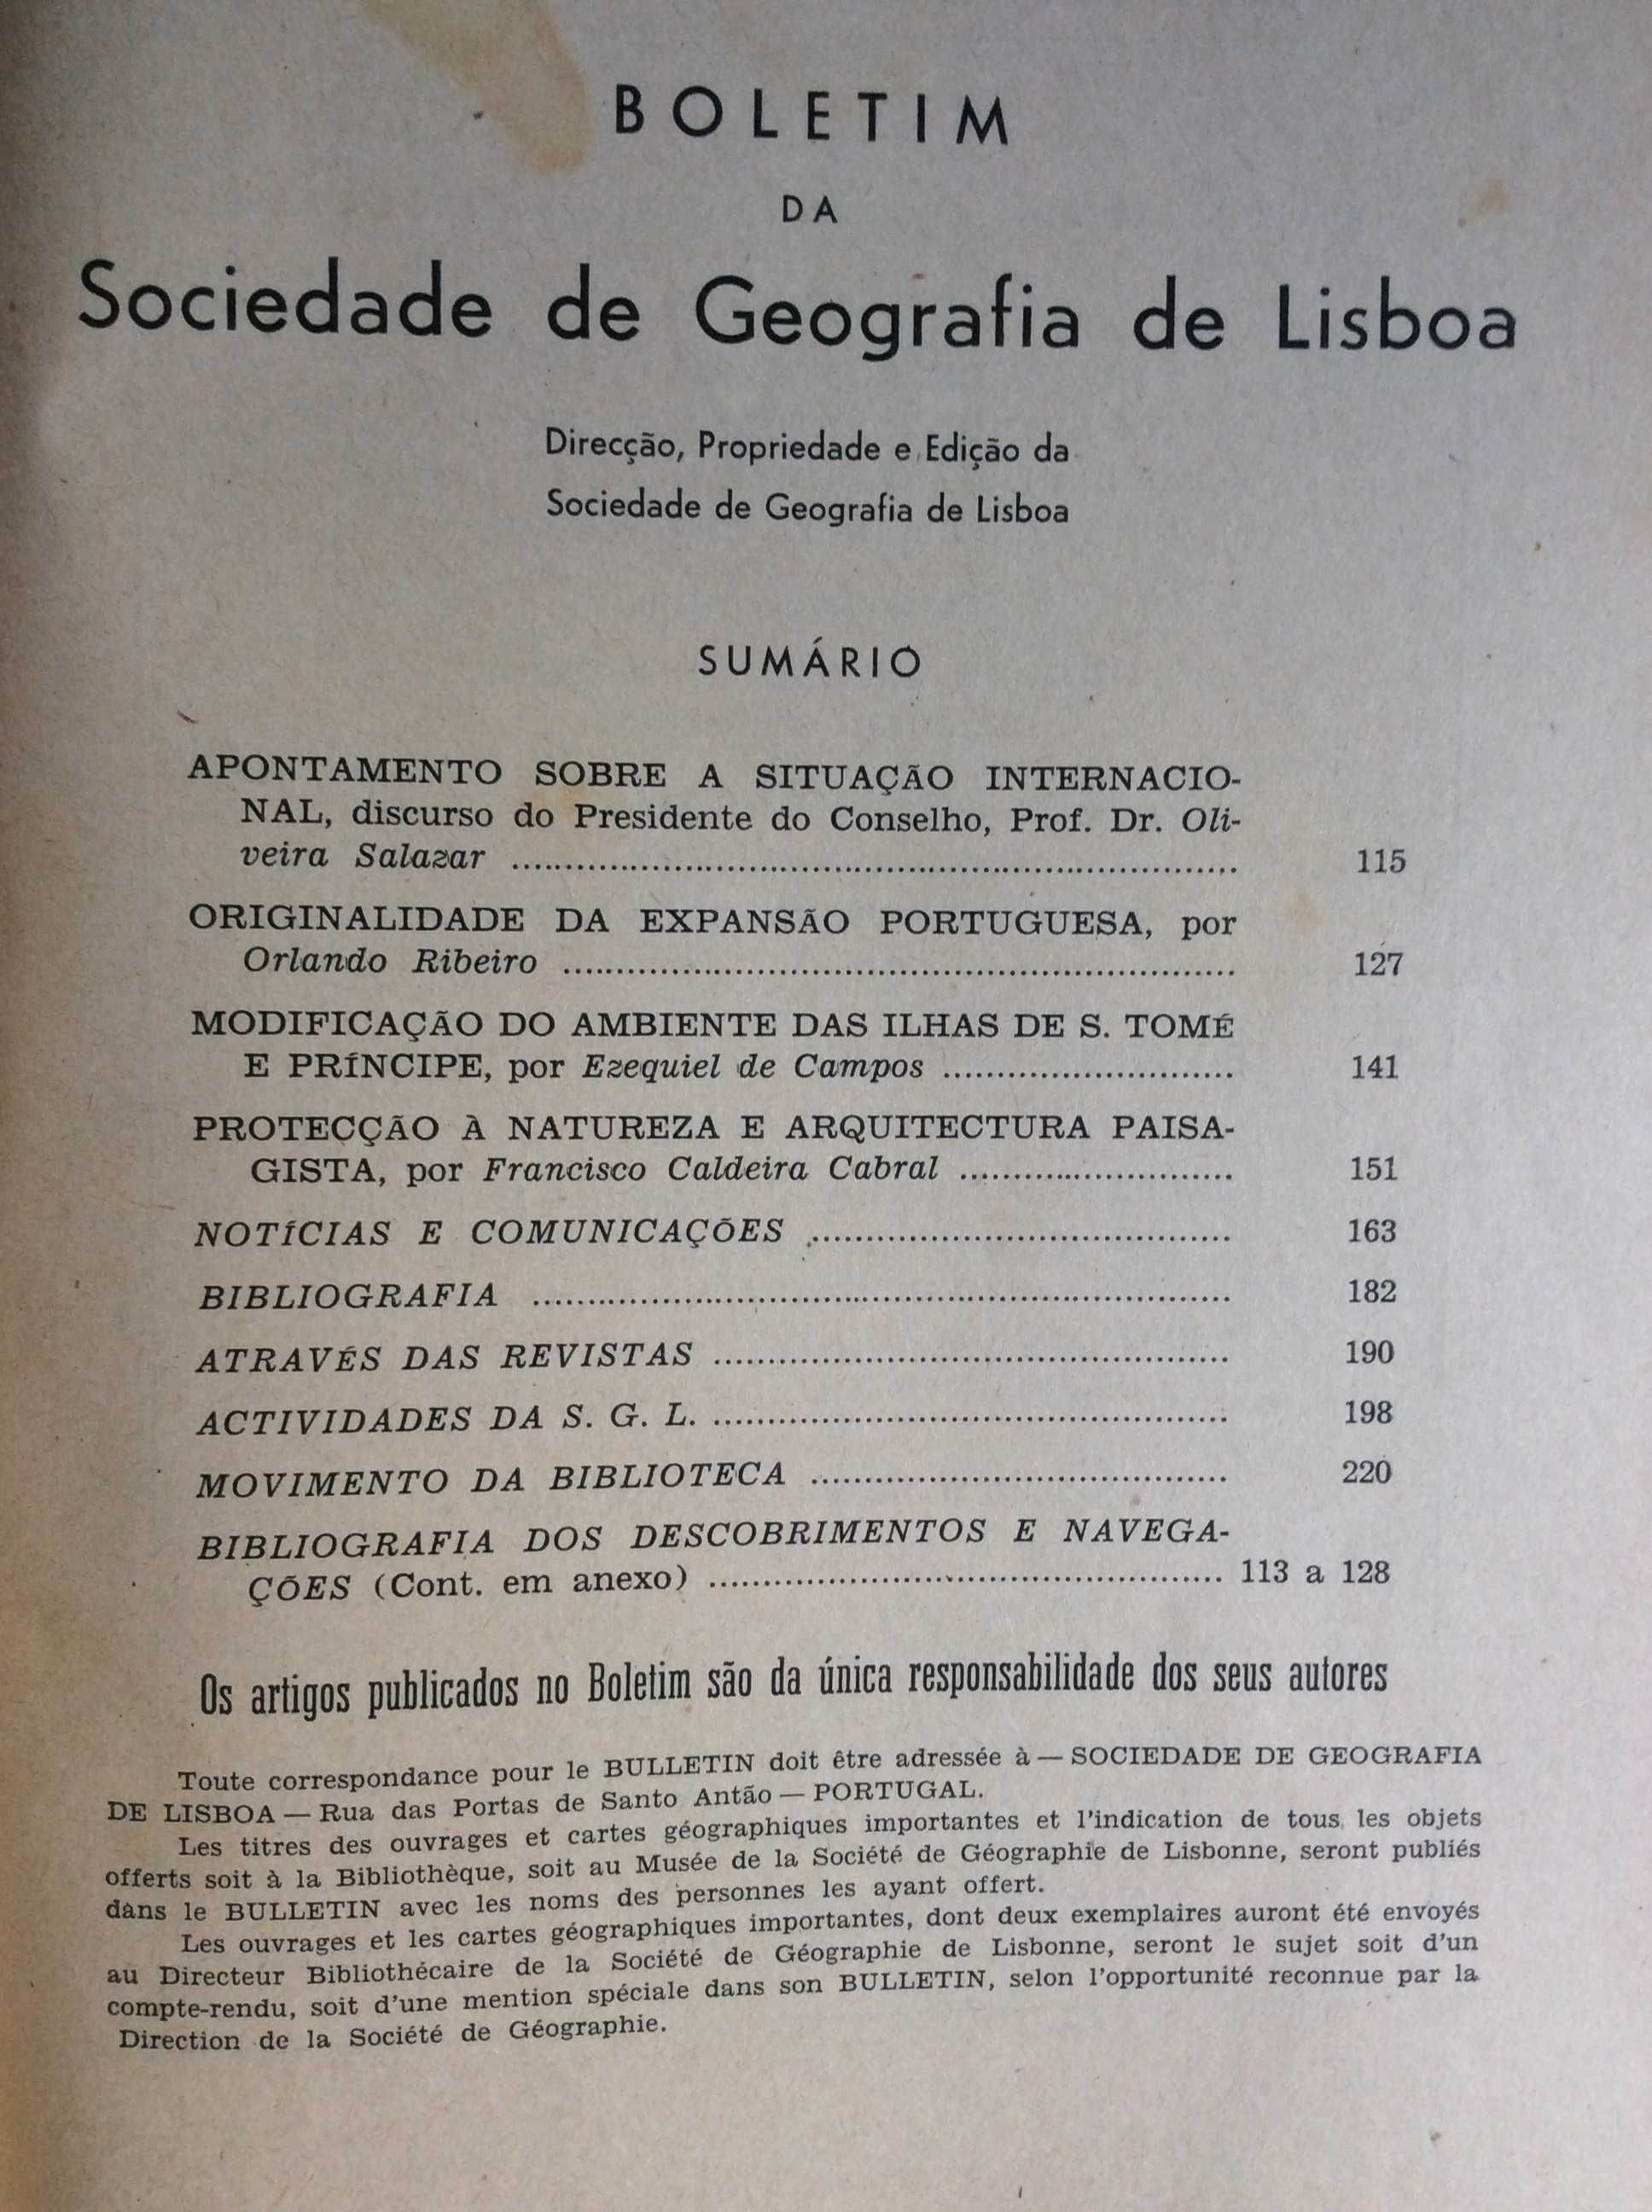 BOLETIM
DA
Sociedade de Geografia de Lisboa
Direcção, Propriedade e Edição da
Sociedade de Geografia de Lisboa
SUMÁRIO
APONTAMENTO SOBRE A SITUAÇÃO INTERNACIO-
NAL, discurso do Presidente do Conselho, Prof. Dr. Oli-
veira Salazar ........................................ 115
ORIGINALIDADE DA EXPANSÃO PORTUGUESA, por
Orlando Ribeiro ........................................ 127
MODIFICAÇÃO DO AMBIENTE DAS ILHAS DE S. TOMÉ
E PRÍNCIPE, por Ezequiel de Campos ........................... 141
PROTECÇÃO À NATUREZA E ARQUITECTURA PAISA-
GISTA, por Francisco Caldeira Cabral .......................... 151
NOTÍCIAS E COMUNICAÇÕES ........................................ 163
BIBLIOGRAFIA ........................................ 182
ATRAVÉS DAS REVISTAS ........................................ 190
ACTIVIDADES DA S. G. L. ........................................ 198
MOVIMENTO DA BIBLIOTECA ........................................ 220
BIBLIOGRAFIA DOS DESCOBRIMENTOS E NAVEGA-
ÇÕES (Cont. em anexo) ........................................ 113 a 128
Os artigos publicados no Boletim são da única responsabilidade dos seus autores
Toute correspondance pour le BULLETIN doit être adressée à — SOCIEDADE DE GEOGRAFIA
DE LISBOA — Rua das Portas de Santo Antão — PORTUGAL.
Les titres des ouvrages et cartes géographiques importantes et l'indication de tous les objets
offerts soit à la Bibliothèque, soit au Musée de la Société de Géographie de Lisbonne, seront publiés
dans le BULLETIN avec les noms des personnes les ayant offert.
Les ouvrages et les cartes géographiques importantes, dont deux exemplaires auront été envoyés
au Directeur Bibliothécaire de la Société de Géographie de Lisbonne, seront le sujet soit d'un
compte-rendu, soit d'une mention spéciale dans son BULLETIN, selon l'opportunité reconnue par la
Direction de la Société de Géographie.